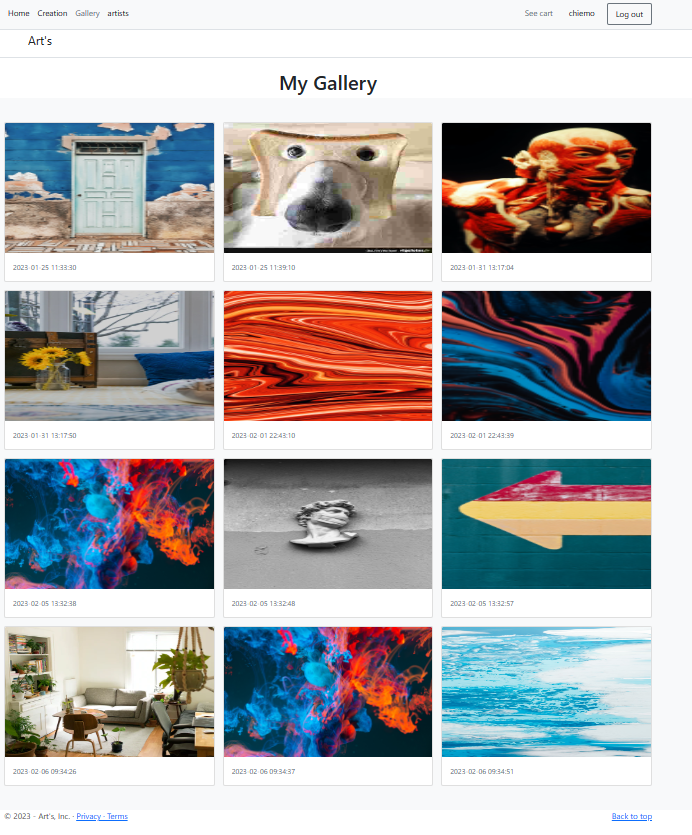 Home Creation Gallery artists See cart chiemo Log out
Art's
My Gallery
2023-01-25 11:33:30 2023-01-25 11:39:10 2023-01-31 13:17:04
2023-01-31 13:17:50 2023-02-01 22:43:10 2023-02-01 22:43:39
2023-02-05 13:32:38 2023-02-05 13:32:48 2023-02-05 13:32:57
2023-02-06 09:34:26 2023-02-06 09:34:37 2023-02-06 09:34:51
© 2023 - Art's, Inc. · Privacy · Terms Back to top